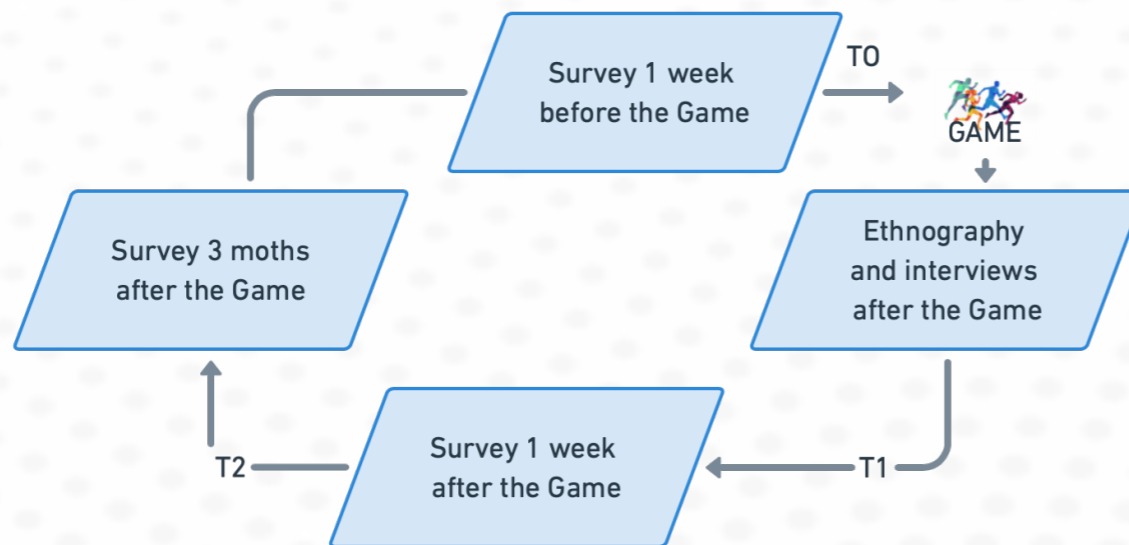 Survey 1 week
before the Game
TO
GAME
Ethnography
and interviews
after the Game
T1
Survey 1 week
after the Game
T2
Survey 3 moths
after the Game